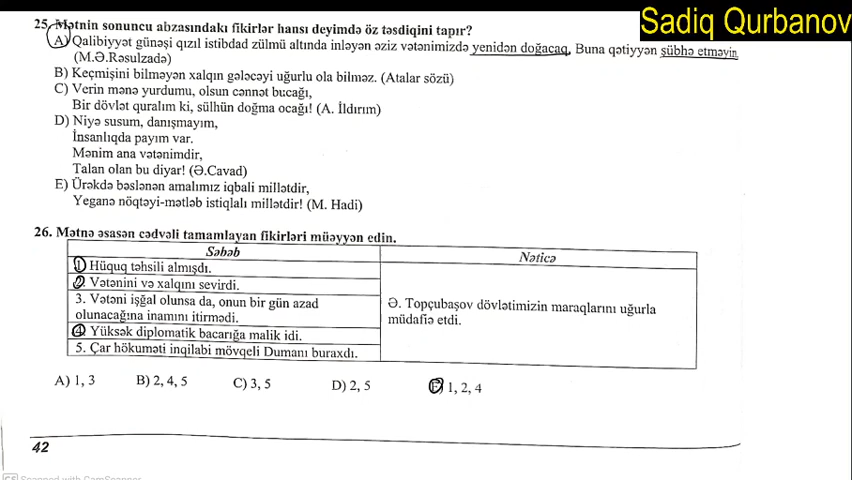 Sadiq Qurbanov
25. Mətnin sonuncu abzasındakı fikirlər hansı deyimdə öz təsdiqini tapır?
A) Qalibiyyət günəşi qızıl istibdad zülmü altında inləyən əziz vətənimizdə yenidən doğacaq, Buna qətiyyən şübhə etməyin.
(M.Ə.Rəsulzadə)
B) Keçmişini bilməyən xalqın gələcəyi uğurlu ola bilməz. (Atalar sözü)
C) Verin mənə yurdumu, olsun cənnət bucağı,
Bir dövlət quralım ki, sülhün doğma ocağı! (A. İldırım)
D) Niyə susum, danışmayım,
İnsanlıqda payım var.
Mənim ana vətənimdir,
Talan olan bu diyar! (Ə.Cavad)
E) Ürəkdə bəslənən amalımız iqbali millətdir,
Yeganə nöqtəyi-mətləb istiqlalı millətdir! (M. Hadi)
26. Mətnə əsasən cədvəli tamamlayan fikirləri müəyyən edin.
Səbəb
Nəticə
1 Hüquq təhsili almışdı.
2. Vətənini və xalqını sevirdi.
3. Vətəni işğal olunsa da, onun bir gün azad
olunacağına inamını itirmədi.
4. Yüksək diplomatik bacarığa malik idi.
5. Çar hökuməti inqilabi mövqeli Dumanı buraxdı.
Ə. Topçubaşov dövlətimizin maraqlarını uğurla
müdafiə etdi.
A) 1, 3 B) 2, 4, 5 C) 3, 5 D) 2, 5 E) 1, 2, 4
42
CS Scanned with CamScanner